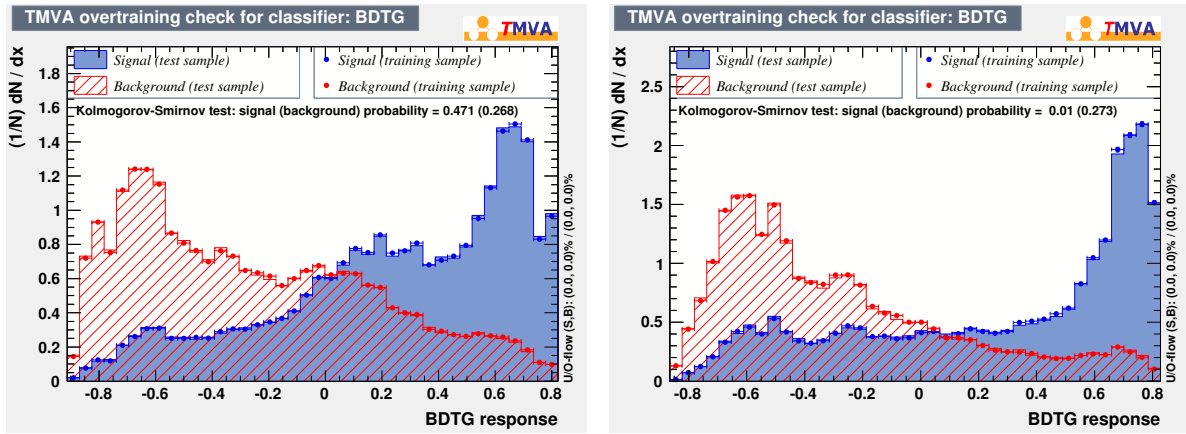 TMVA overtraining check for classifier: BDTG
TMVA
Signal (test sample)
Background (test sample)
Signal (training sample)
Background (training sample)
Kolmogorov-Smirnov test: signal (background) probability = 0.471 (0.268)
(1/N) dN / dx
1.8
1.6
1.4
1.2
1
0.8
0.6
0.4
0.2
0
-0.8 -0.6 -0.4 -0.2 0 0.2 0.4 0.6 0.8
BDTG response
U/O-flow (S,B): (0.0, 0.0)% / (0.0, 0.0)%
TMVA overtraining check for classifier: BDTG
TMVA
Signal (test sample)
Background (test sample)
Signal (training sample)
Background (training sample)
Kolmogorov-Smirnov test: signal (background) probability = 0.01 (0.273)
(1/N) dN / dx
2.5
2
1.5
1
0.5
0
-0.8 -0.6 -0.4 -0.2 0 0.2 0.4 0.6 0.8
BDTG response
U/O-flow (S,B): (0.0, 0.0)% / (0.0, 0.0)%